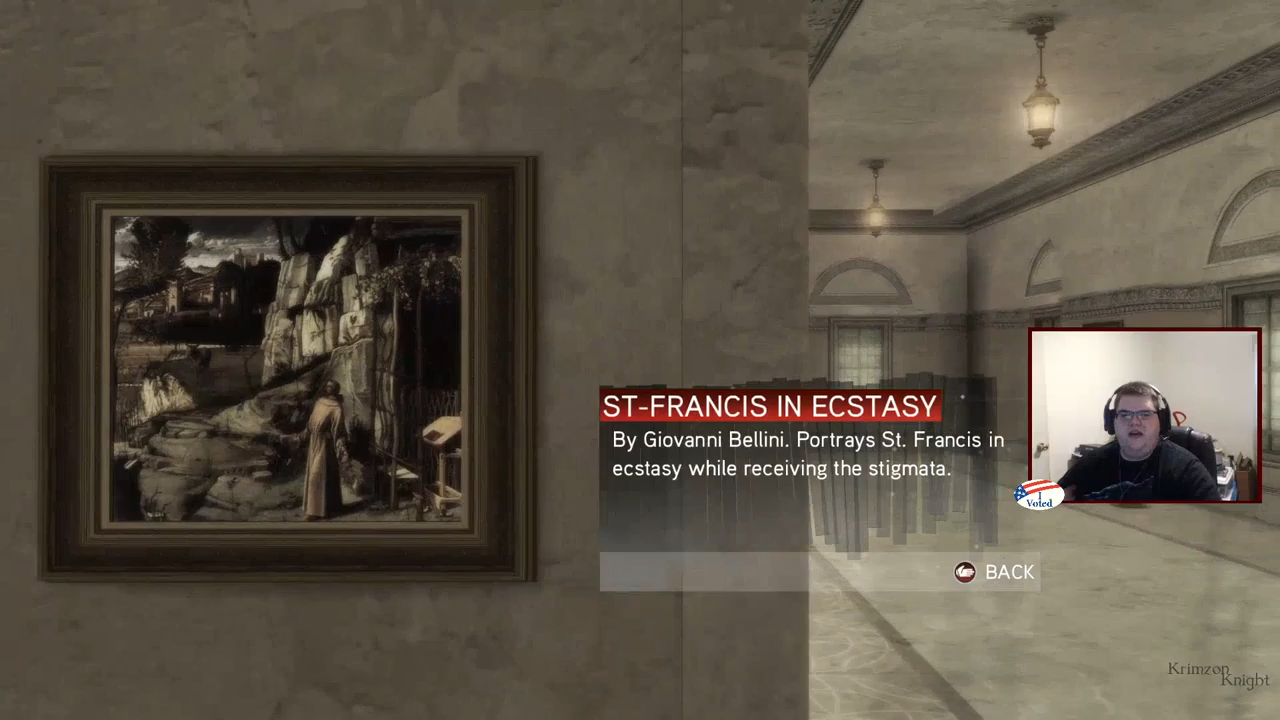 ST-FRANCIS IN ECSTASY
By Giovanni Bellini. Portrays St. Francis in
ecstasy while receiving the stigmata.
I
Voted
BACK
Krimzon
Knight